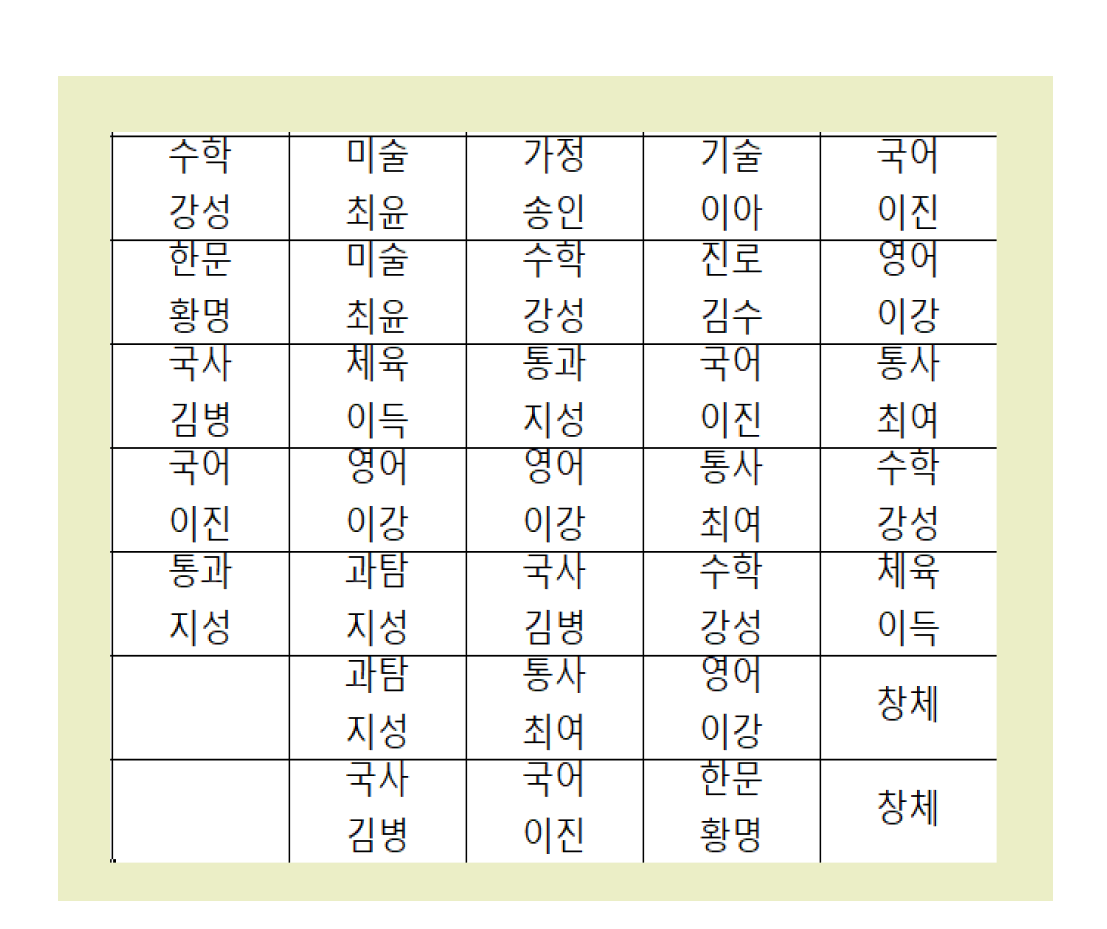 수학 미술 가정 기술 국어
강성 최윤 송인 이아 이진
한문 미술 수학 진로 영어
황명 최윤 강성 김수 이강
국사 체육 통과 국어 통사
김병 이득 지성 이진 최여
국어 영어 영어 통사 수학
이진 이강 이강 최여 강성
통과 과탐 국사 수학 체육
지성 지성 김병 강성 이득
과탐 통사 영어 창체
지성 최여 이강
국사 국어 한문 창체
김병 이진 황명